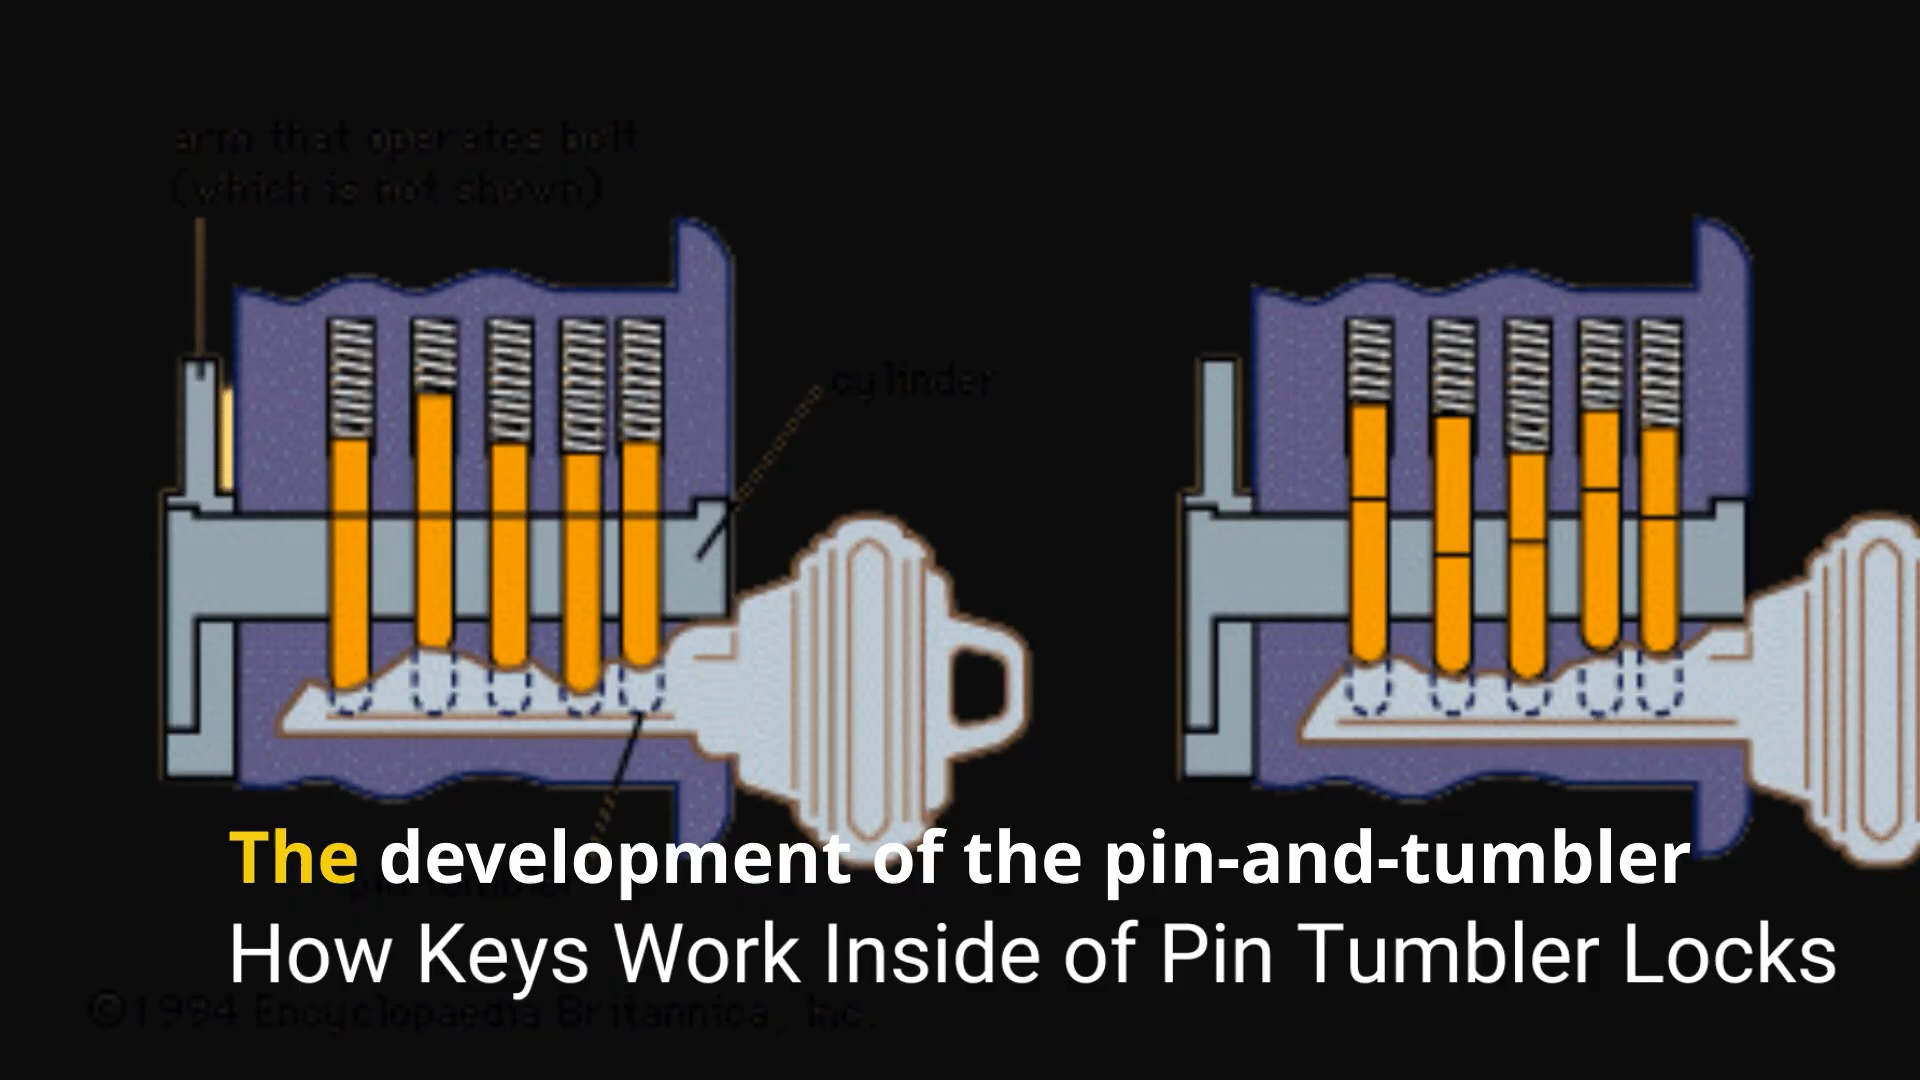 arm that operates bolt
(which is not shown)
cylinder
The development of the pin-and-tumbler
How Keys Work Inside of Pin Tumbler Locks
©1994 Encyclopaedia Britannica, Inc.